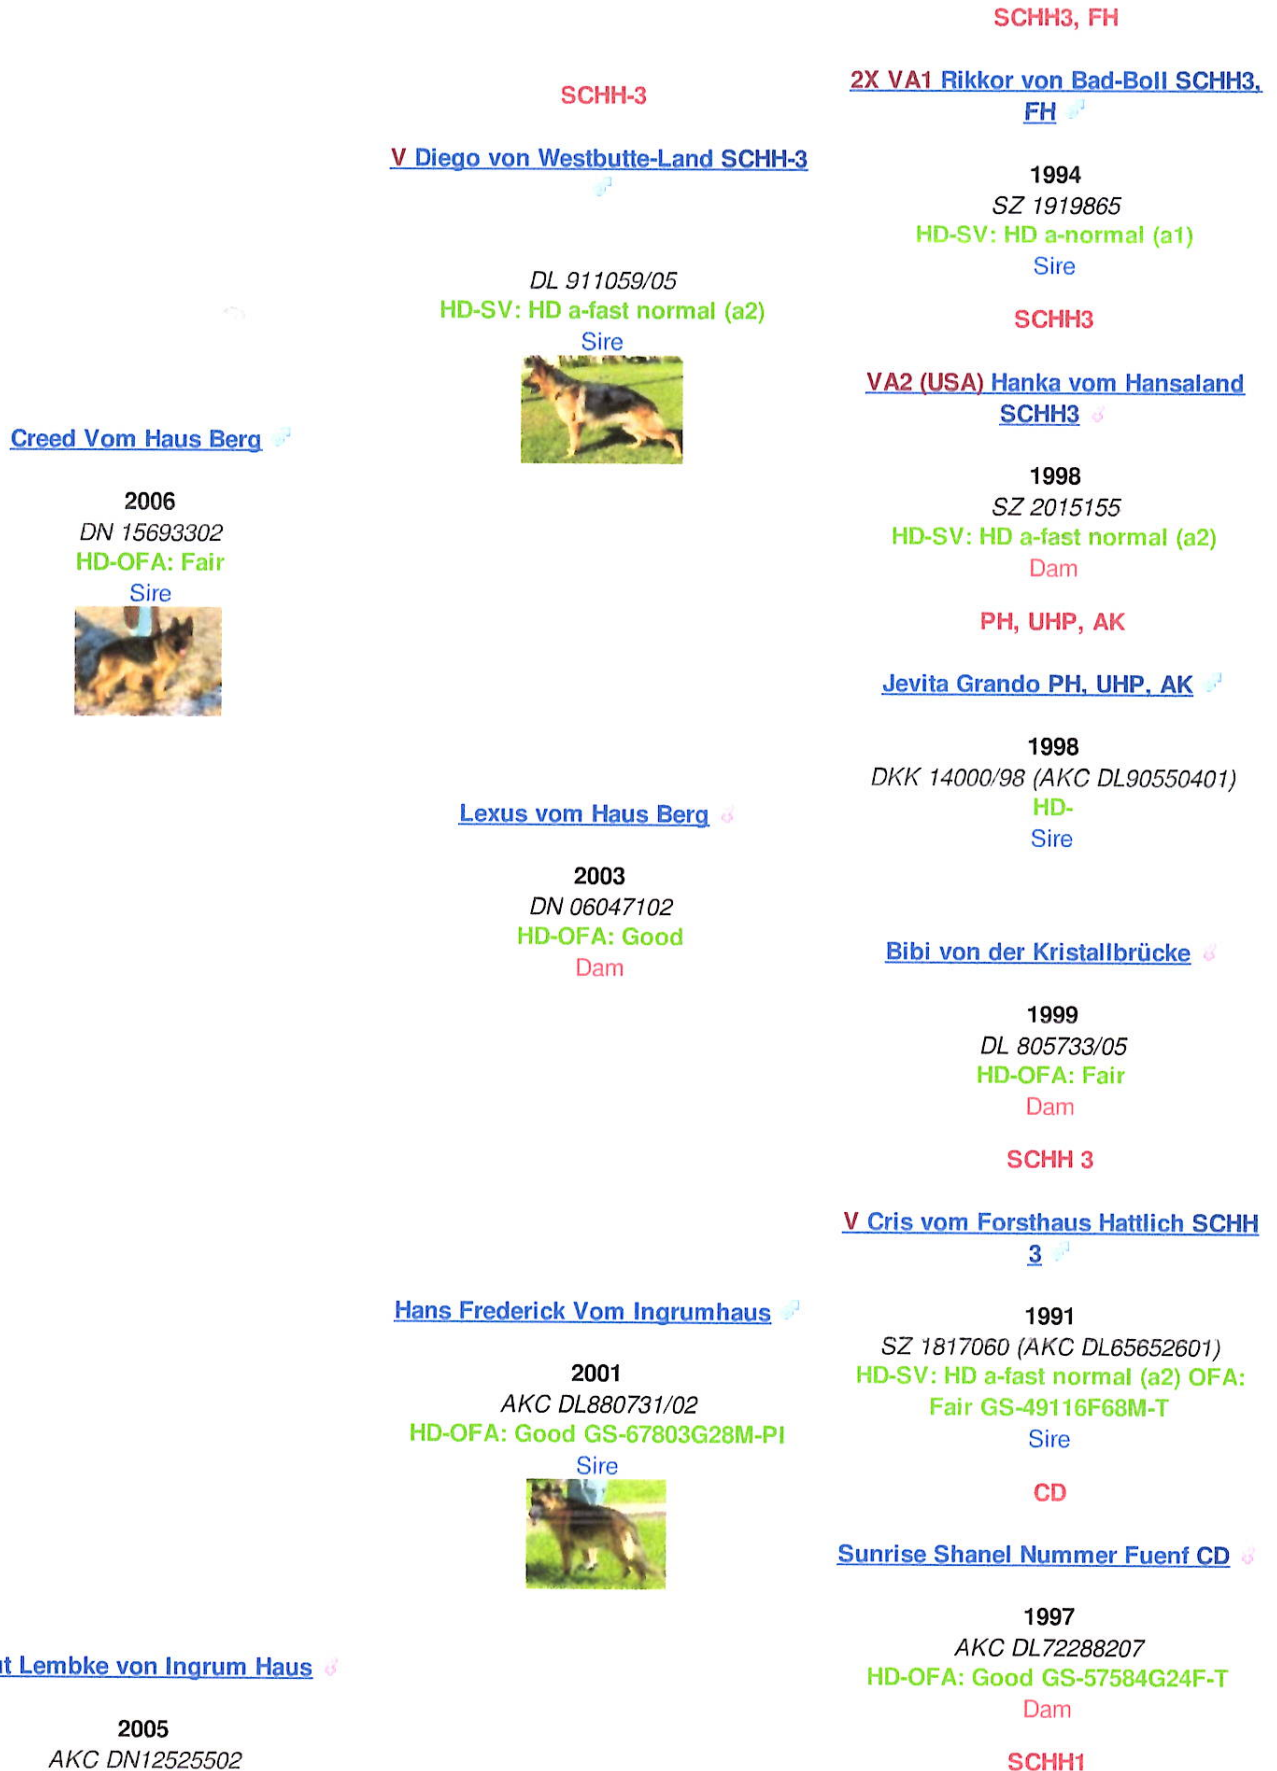 Creed Vom Haus Berg
2006
DN 15693302
HD-OFA: Fair
Sire
Lembke von Ingrum Haus
2005
AKC DN12525502
SCHH-3
V Diego von Westbutte-Land SCHH-3
DL 911059/05
HD-SV: HD a-fast normal (a2)
Sire
Lexus vom Haus Berg
2003
DN 06047102
HD-OFA: Good
Dam
Hans Frederick Vom Ingrumhaus
2001
AKC DL880731/02
HD-OFA: Good GS-67803G28M-PI
Sire
SCHH3, FH
2X VA1 Rikkor von Bad-Boll SCHH3,
FH
1994
SZ 1919865
HD-SV: HD a-normal (a1)
Sire
SCHH3
VA2 (USA) Hanka vom Hansaland
SCHH3
1998
SZ 2015155
HD-SV: HD a-fast normal (a2)
Dam
PH, UHP, AK
Jevita Grando PH, UHP, AK
1998
DKK 14000/98 (AKC DL90550401)
HD-
Sire
Bibi von der Kristallbrücke
1999
DL 805733/05
HD-OFA: Fair
Dam
SCHH 3
V Cris vom Forsthaus Hattlich SCHH
3
1991
SZ 1817060 (AKC DL65652601)
HD-SV: HD a-fast normal (a2) OFA:
Fair GS-49116F68M-T
Sire
CD
Sunrise Shanel Nummer Fuenf CD
1997
AKC DL72288207
HD-OFA: Good GS-57584G24F-T
Dam
SCHH1